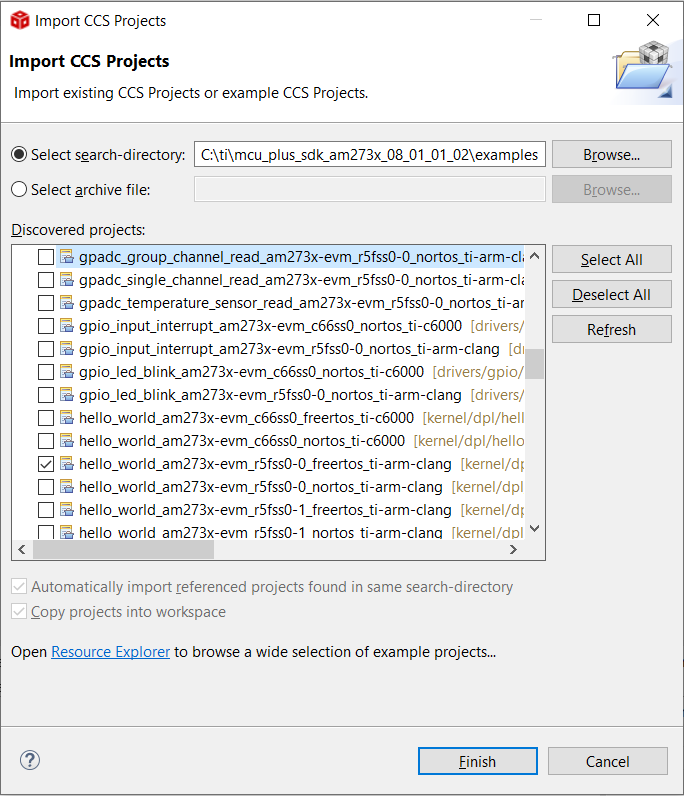 Import CCS Projects
Import CCS Projects
Import existing CCS Projects or example CCS Projects.
Select search-directory: C:\ti\mcu_plus_sdk_am273x_08_01_01_02\examples Browse...
Select archive file: Browse...
Discovered projects:
gpadc_group_channel_read_am273x-evm_r5fss0-0_nortos_ti-arm-cla
gpadc_single_channel_read_am273x-evm_r5fss0-0_nortos_ti-arm-cl
gpadc_temperature_sensor_read_am273x-evm_r5fss0-0_nortos_ti-ar
gpio_input_interrupt_am273x-evm_c66ss0_nortos_ti-c6000 [drivers/
gpio_input_interrupt_am273x-evm_r5fss0-0_nortos_ti-arm-clang [d
gpio_led_blink_am273x-evm_c66ss0_nortos_ti-c6000 [drivers/gpio/
gpio_led_blink_am273x-evm_r5fss0-0_nortos_ti-arm-clang [drivers/
hello_world_am273x-evm_c66ss0_freertos_ti-c6000 [kernel/dpl/hell
hello_world_am273x-evm_c66ss0_nortos_ti-c6000 [kernel/dpl/hello
hello_world_am273x-evm_r5fss0-0_freertos_ti-arm-clang [kernel/dp
hello_world_am273x-evm_r5fss0-0_nortos_ti-arm-clang [kernel/dpl
hello_world_am273x-evm_r5fss0-1_freertos_ti-arm-clang [kernel/dp
hello_world_am273x-evm_r5fss0-1_nortos_ti-arm-clang [kernel/dpl
Select All
Deselect All
Refresh
Automatically import referenced projects found in same search-directory
Copy projects into workspace
Open Resource Explorer to browse a wide selection of example projects...
? Finish Cancel